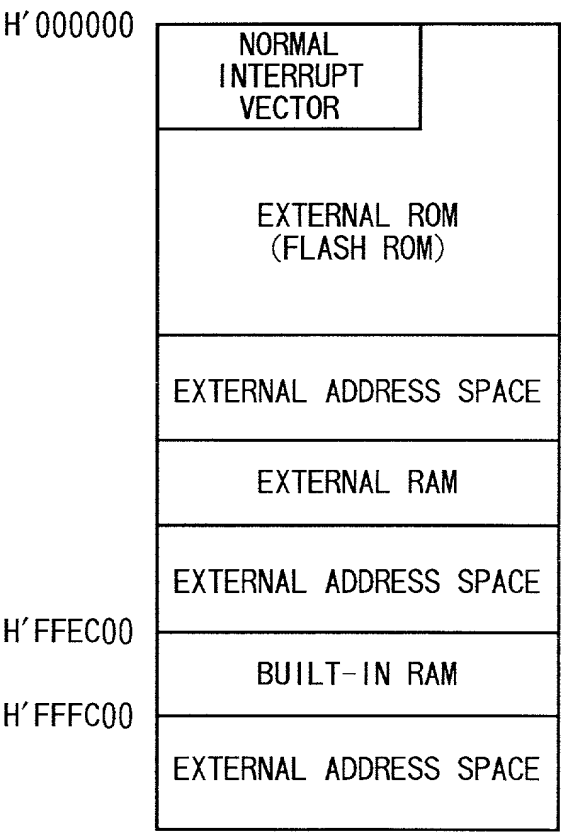 H'000000
NORMAL
INTERRUPT
VECTOR
EXTERNAL ROM
(FLASH ROM)
EXTERNAL ADDRESS SPACE
EXTERNAL RAM
EXTERNAL ADDRESS SPACE
H'FFEC00
BUILT-IN RAM
H'FFFC00
EXTERNAL ADDRESS SPACE